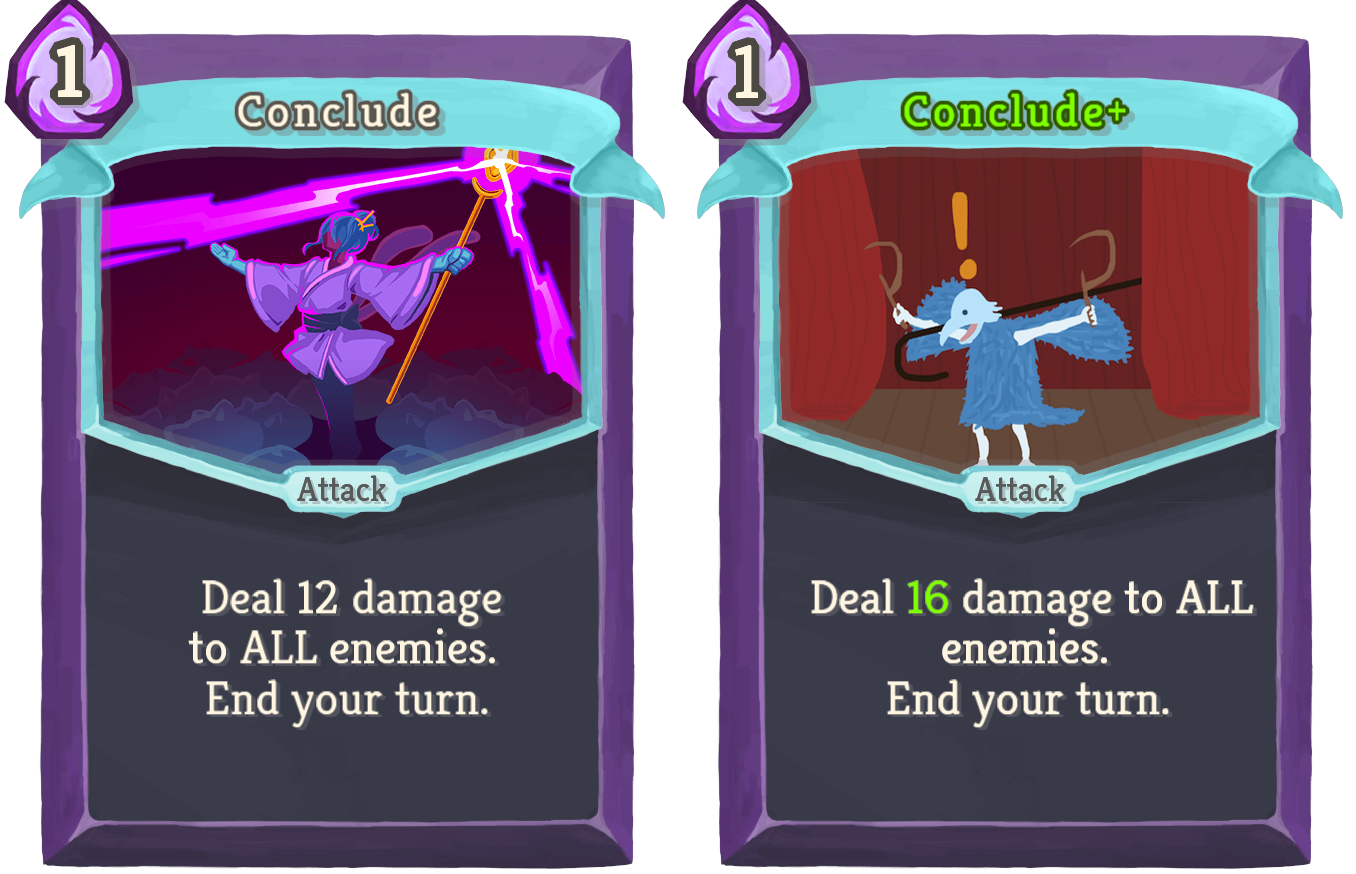 1
Conclude
Attack
Deal 12 damage
to ALL enemies.
End your turn.
1
Conclude+
!
Attack
Deal 16 damage to ALL
enemies.
End your turn.